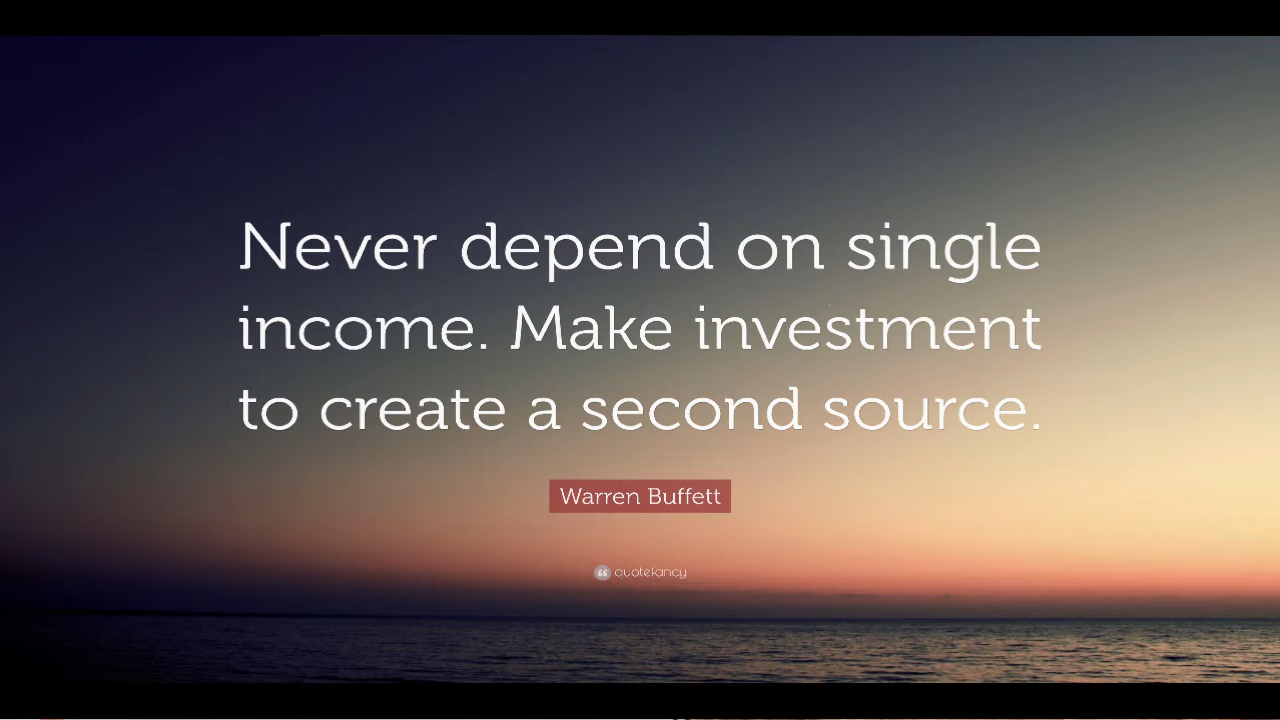 Never depend on single
income. Make investment
to create a second source.
Warren Buffett
quotefancy